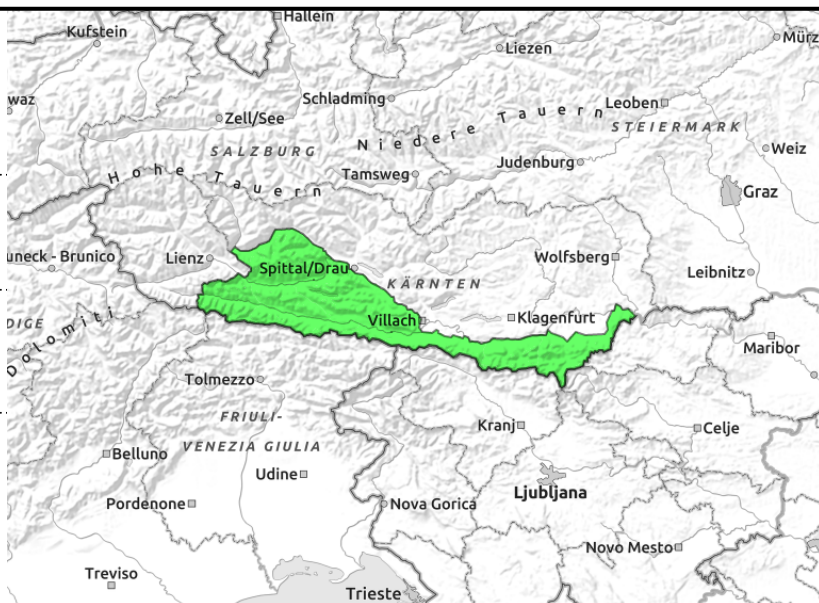 Hallein
Kufstein
Liezen
Mürz
waz
Schladming
Leoben
Zell/See
Niedere Tauern
STEIERMARK
SALZBURG
Weiz
Judenburg
Hohe Tauern
Tamsweg
Graz
uneck - Brunico
Lienz
Wolfsberg
Spittal/Drau
Leibnitz
KÄRNTEN
DIGE
Dolomiti
Villach
Klagenfurt
Maribor
Tolmezzo
FRIULI-
VENEZIA GIULIA
Kranj
Celje
Belluno
Udine
Ljubljana
Pordenone
Nova Gorica
Novo Mesto
Treviso
Trieste